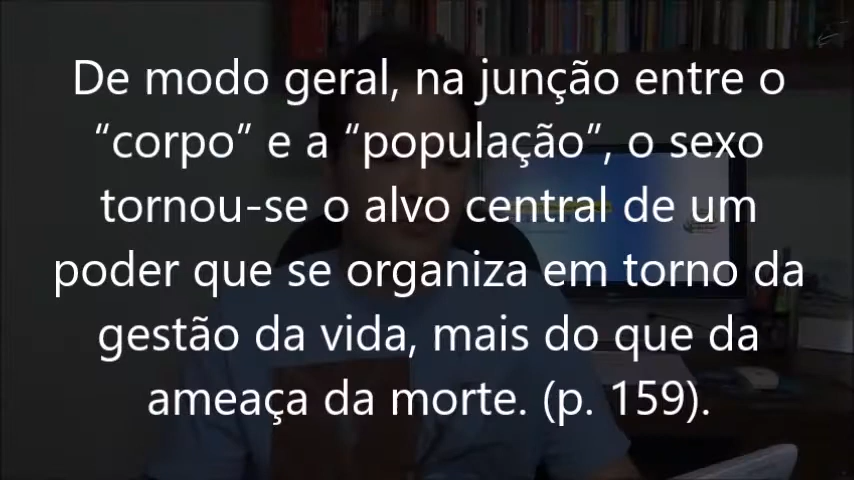 De modo geral, na junção entre o
“corpo” e a “população”, o sexo
tornou-se o alvo central de um
poder que se organiza em torno da
gestão da vida, mais do que da
ameaça da morte. (p. 159).